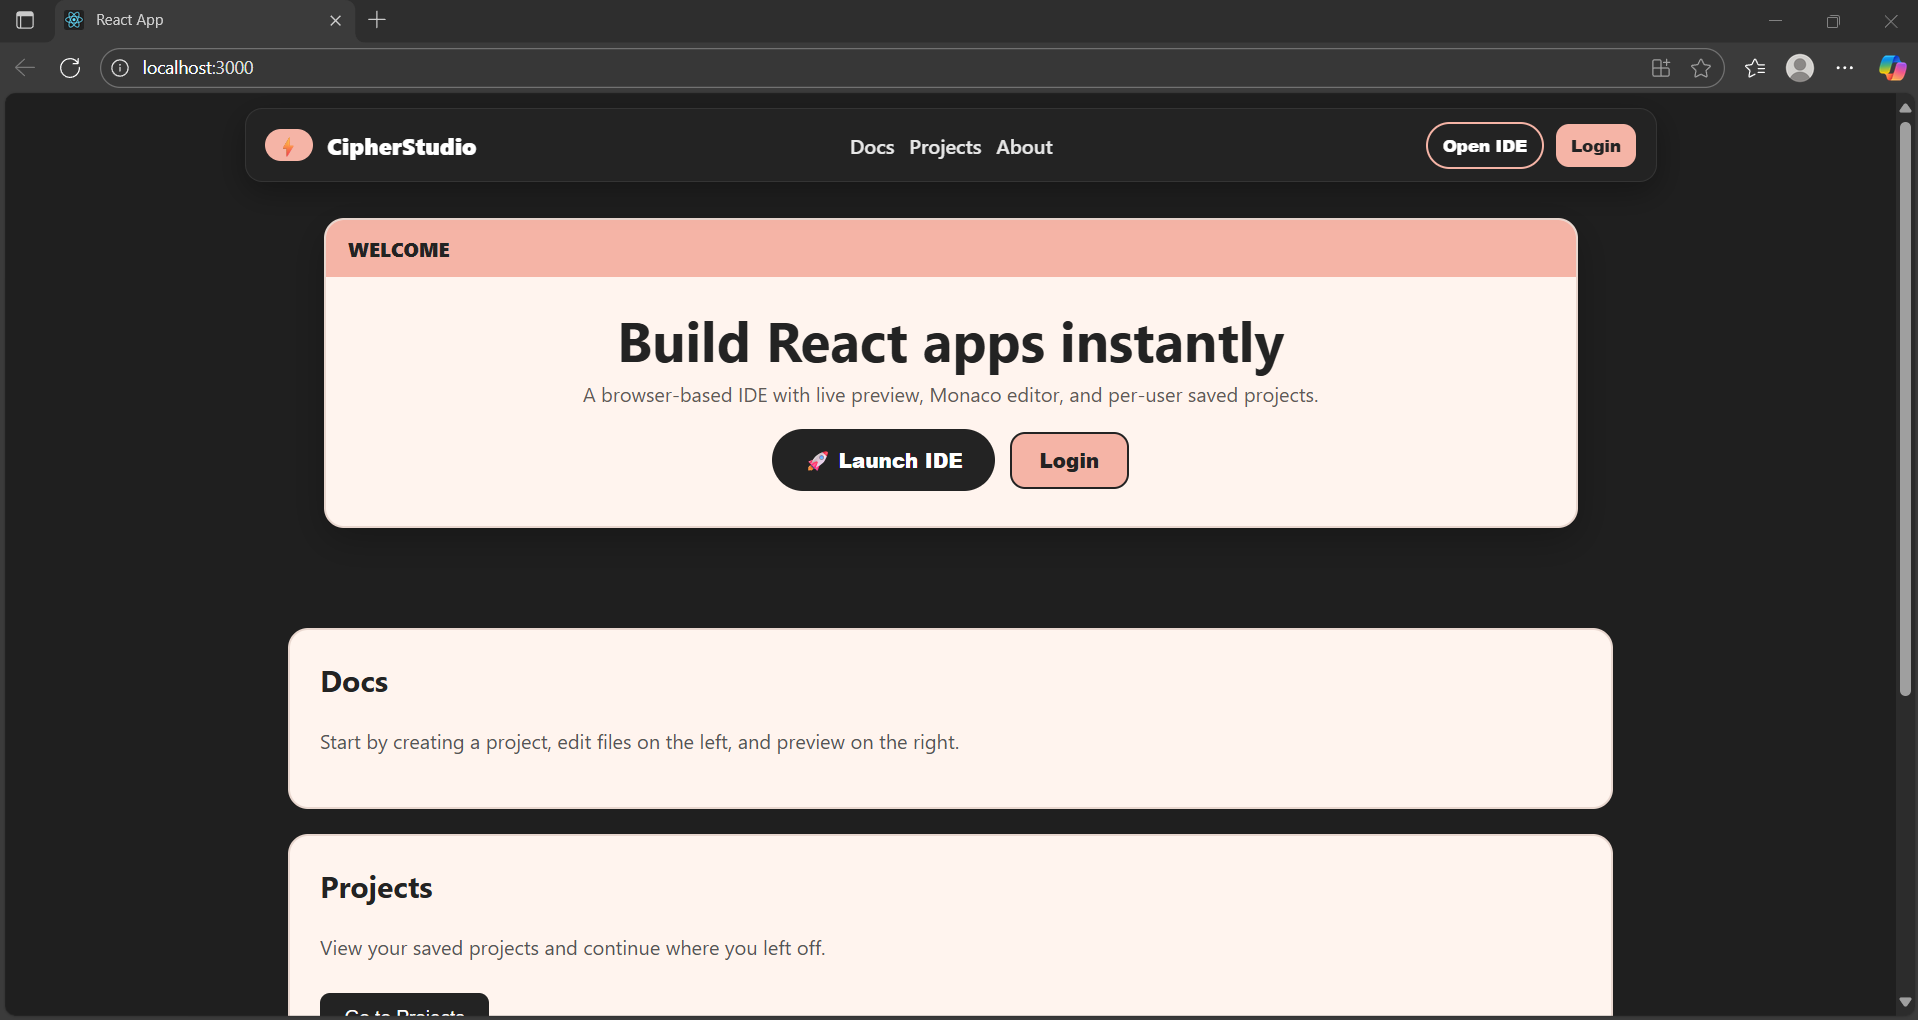 React App
localhost:3000
CipherStudio
Docs Projects About
Open IDE
Login
WELCOME
Build React apps instantly
A browser-based IDE with live preview, Monaco editor, and per-user saved projects.
🚀 Launch IDE
Login
Docs
Start by creating a project, edit files on the left, and preview on the right.
Projects
View your saved projects and continue where you left off.
Go to Projects